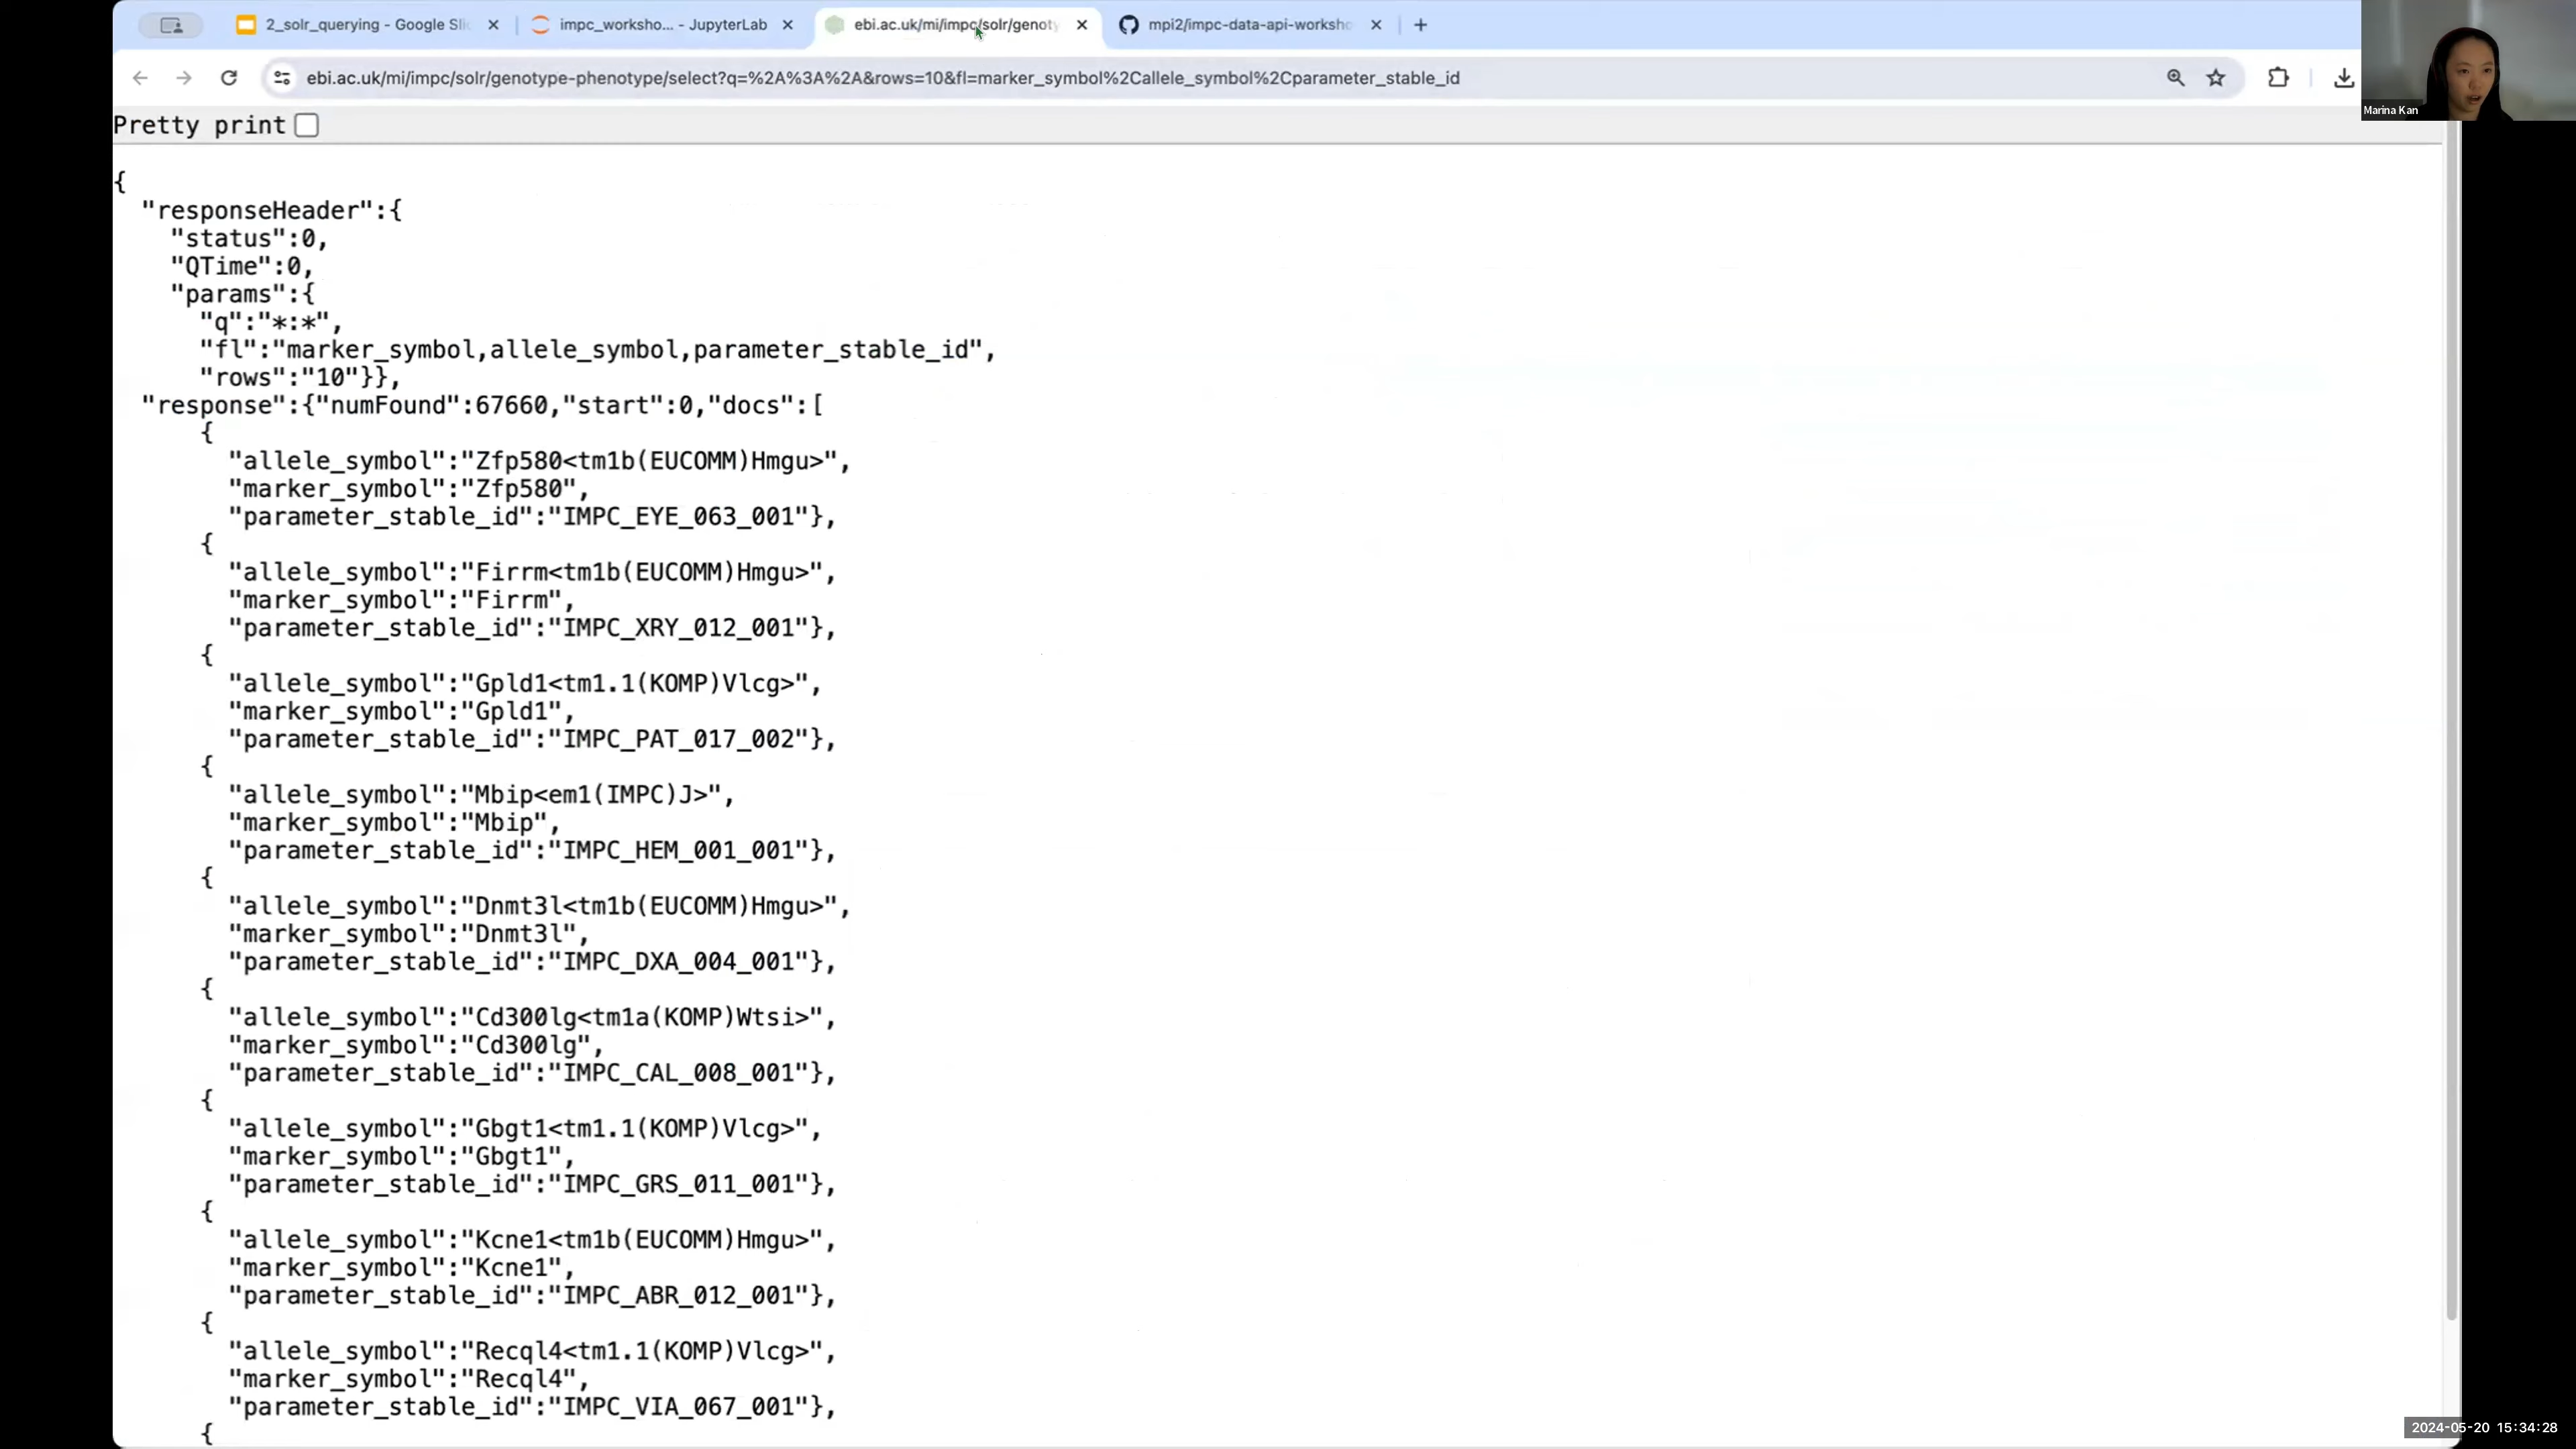 2_solr_querying - Google Sli
impc_worksho... - JupyterLab
ebi.ac.uk/mi/impc/solr/genoty
mpi2/impc-data-api-worksho
ebi.ac.uk/mi/impc/solr/genotype-phenotype/select?q=%2A%3A%2A&rows=10&fl=marker_symbol%2Callele_symbol%2Cparameter_stable_id
Marina Kan
Pretty print
{
"responseHeader":{
"status":0,
"QTime":0,
"params":{
"q":"*:*",
"fl":"marker_symbol,allele_symbol,parameter_stable_id",
"rows":"10"}},
"response":{"numFound":67660,"start":0,"docs":[
{
"allele_symbol":"Zfp580<tm1b(EUCOMM)Hmgu>",
"marker_symbol":"Zfp580",
"parameter_stable_id":"IMPC_EYE_063_001"},
{
"allele_symbol":"Firrm<tm1b(EUCOMM)Hmgu>",
"marker_symbol":"Firrm",
"parameter_stable_id":"IMPC_XRY_012_001"},
{
"allele_symbol":"Gpld1<tm1.1(KOMP)Vlcg>",
"marker_symbol":"Gpld1",
"parameter_stable_id":"IMPC_PAT_017_002"},
{
"allele_symbol":"Mbip<em1(IMPC)J>",
"marker_symbol":"Mbip",
"parameter_stable_id":"IMPC_HEM_001_001"},
{
"allele_symbol":"Dnmt3l<tm1b(EUCOMM)Hmgu>",
"marker_symbol":"Dnmt3l",
"parameter_stable_id":"IMPC_DXA_004_001"},
{
"allele_symbol":"Cd300lg<tm1a(KOMP)Wtsi>",
"marker_symbol":"Cd300lg",
"parameter_stable_id":"IMPC_CAL_008_001"},
{
"allele_symbol":"Gbgt1<tm1.1(KOMP)Vlcg>",
"marker_symbol":"Gbgt1",
"parameter_stable_id":"IMPC_GRS_011_001"},
{
"allele_symbol":"Kcne1<tm1b(EUCOMM)Hmgu>",
"marker_symbol":"Kcne1",
"parameter_stable_id":"IMPC_ABR_012_001"},
{
"allele_symbol":"Recql4<tm1.1(KOMP)Vlcg>",
"marker_symbol":"Recql4",
"parameter_stable_id":"IMPC_VIA_067_001"},
{
2024-05-20 15:34:28